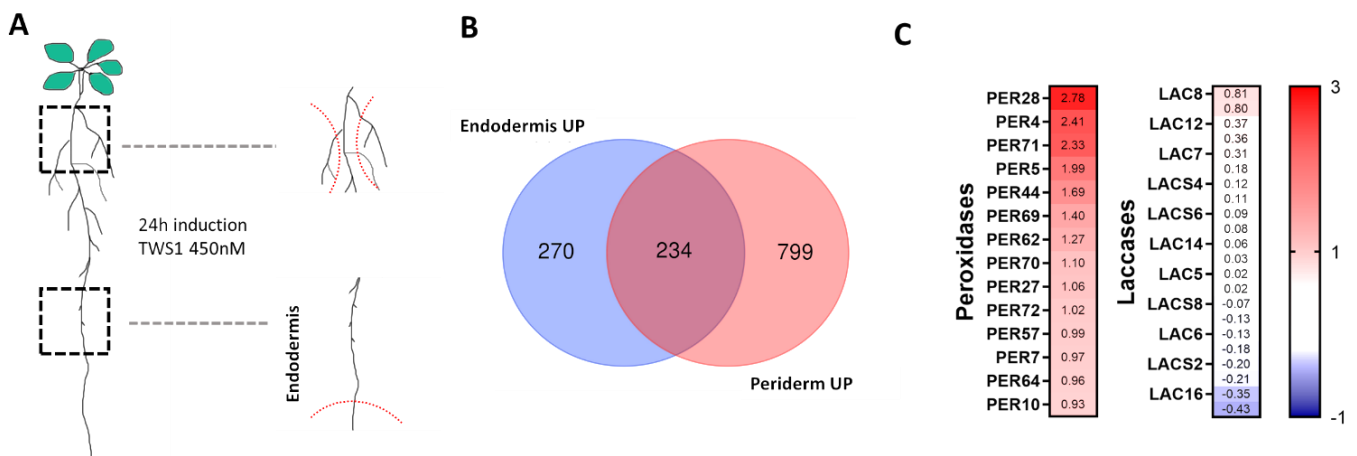 A
24h induction
TWS1 450nM
Endodermis
B
Endodermis UP
270
234
799
Periderm UP
C
Peroxidases
PER28 2.78
PER4 2.41
PER71 2.33
PER5 1.99
PER44 1.69
PER69 1.40
PER62 1.27
PER70 1.10
PER27 1.06
PER72 1.02
PER57 0.99
PER7 0.97
PER64 0.96
PER10 0.93
Laccases
LAC8 0.81
0.80
LAC12 0.37
0.36
LAC7 0.31
0.18
LACS4 0.12
0.11
LACS6 0.09
0.08
LAC14 0.06
0.03
LAC5 0.02
0.02
LACS8 -0.07
-0.13
LAC6 -0.13
-0.18
LACS2 -0.20
-0.21
LAC16 -0.35
-0.43
3
1
-1